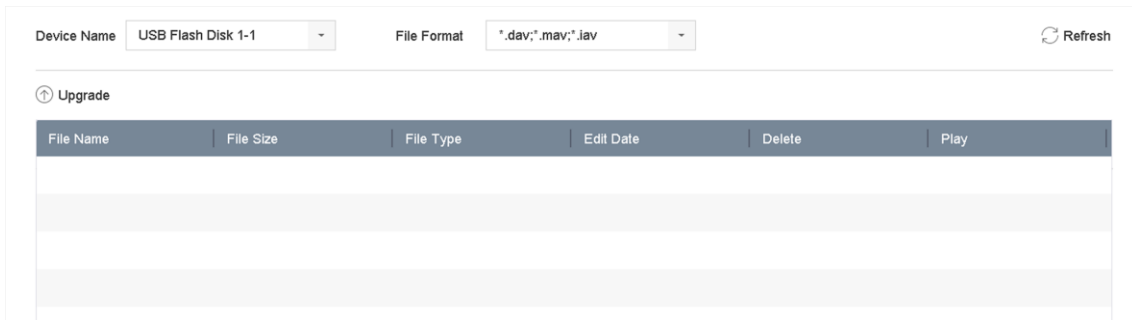 Device Name USB Flash Disk 1-1 File Format *.dav;*.mav;*.iav Refresh
Upgrade
File Name File Size File Type Edit Date Delete Play